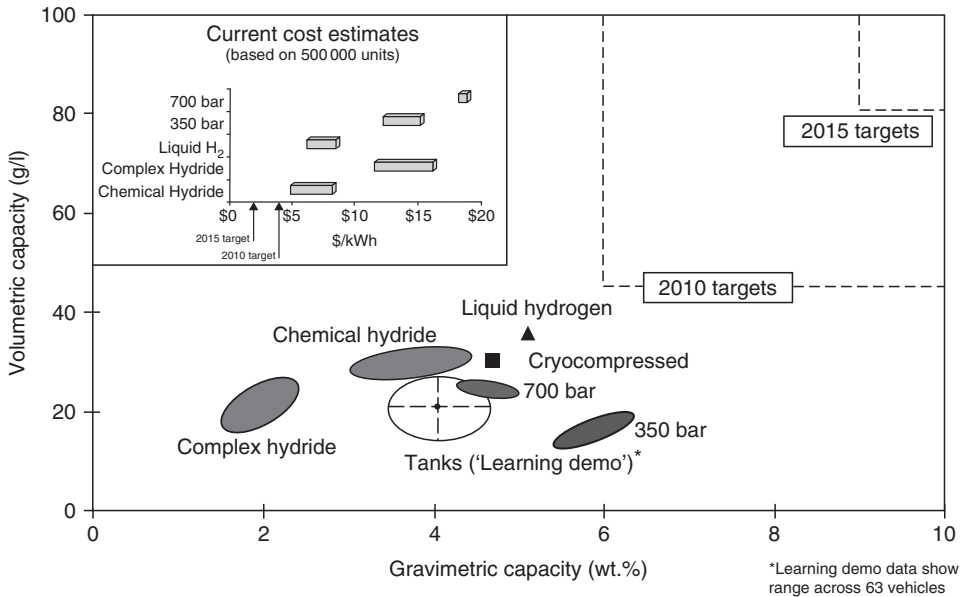 100
80
60
40
20
0
Volumetric capacity (g/l)
Current cost estimates
(based on 500 000 units)
700 bar
350 bar
Liquid H2
Complex Hydride
Chemical Hydride
$0 $5 $10 $15 $20
2015 target
$/kWh
2010 target
2015 targets
2010 targets
Liquid hydrogen
Chemical hydride
Cryocompressed
700 bar
350 bar
Complex hydride
Tanks (‘Learning demo’)*
0 2 4 6 8 10
Gravimetric capacity (wt.%)
*Learning demo data show
range across 63 vehicles